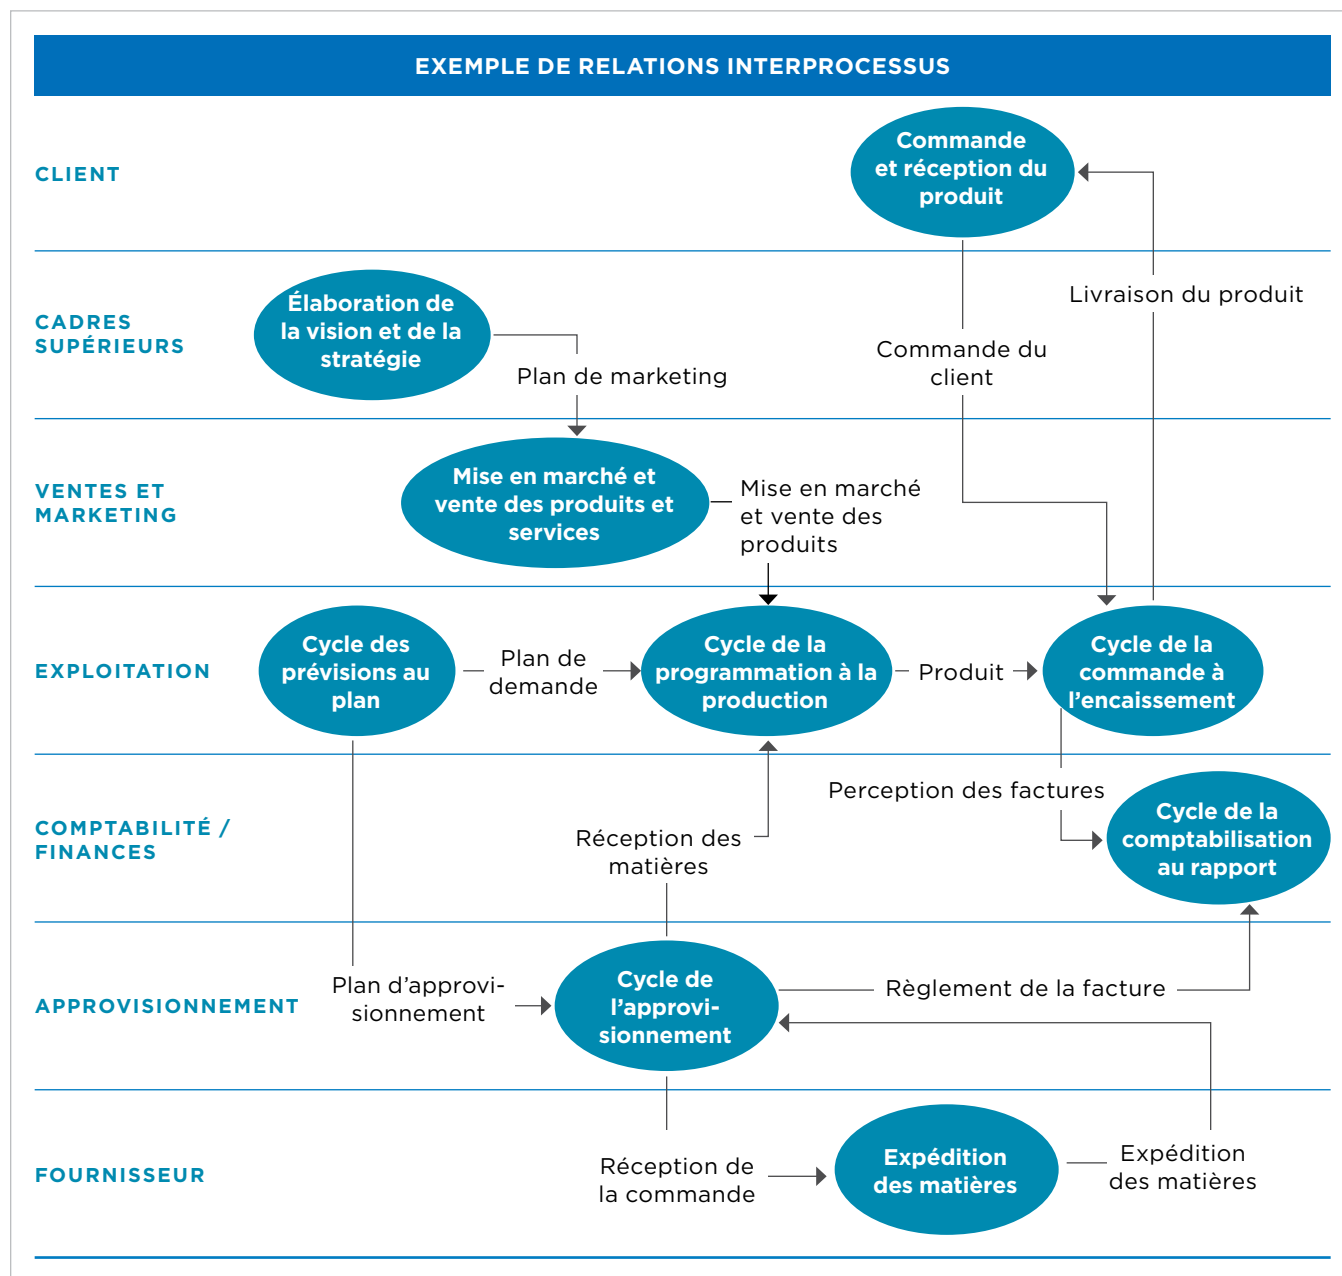 EXEMPLE DE RELATIONS INTERPROCESSUS
CLIENT
Commande
et réception du
produit
Livraison du produit
CADRES
SUPÉRIEURS
Élaboration de
la vision et de la
stratégie
Plan de marketing
Commande du
client
VENTES ET
MARKETING
Mise en marché et
vente des produits et
services
Mise en marché
et vente des
produits
EXPLOITATION
Cycle des
prévisions au
plan
Plan de
demande
Cycle de la
programmation à la
production
Produit
Cycle de la
commande à
l’encaissement
COMPTABILITÉ /
FINANCES
Réception des
matières
Perception des factures
Cycle de la
comptabilisation
au rapport
APPROVISIONNEMENT
Plan d’approvi-
sionnement
Cycle de
l’approvi-
sionnement
Règlement de la facture
FOURNISSEUR
Réception de
la commande
Expédition
des matières
Expédition
des matières